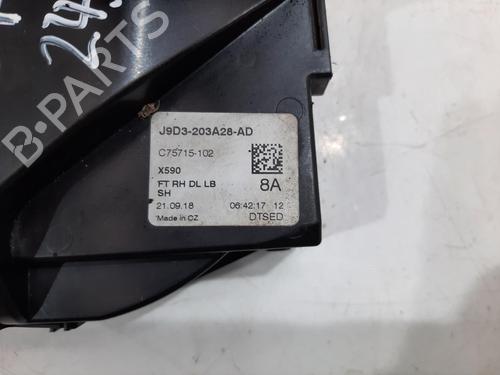 B-PARTS
J9D3-203A28-AD
C75715-102
X590
FT RH DL LB
SH
8A
21.09.18 06:42:17 12
Made in CZ DTSED